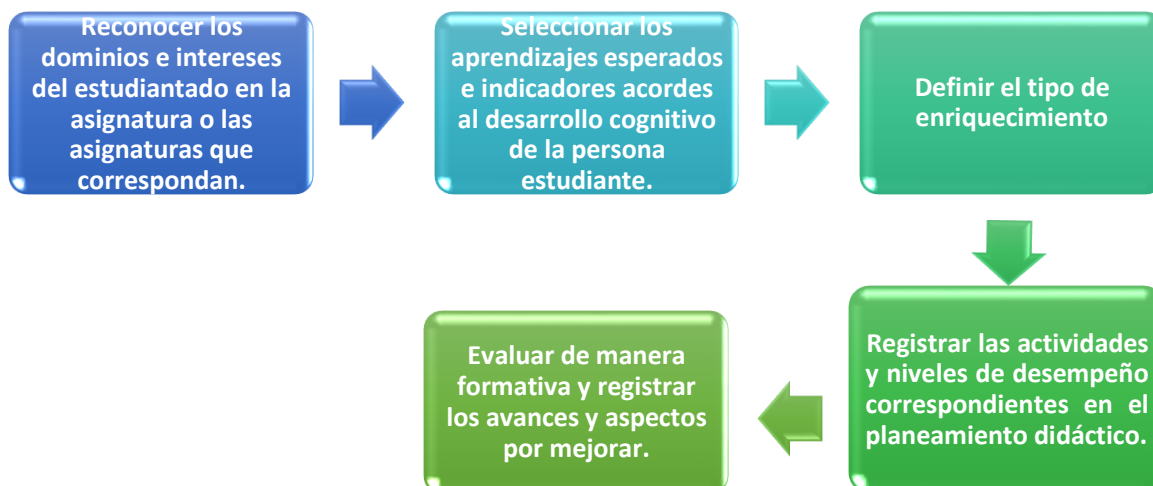 Reconocer los
dominios e intereses
del estudiantado en la
asignatura o las
asignaturas que
correspondan.
Seleccionar los
aprendizajes esperados
e indicadores acordes
al desarrollo cognitivo
de la persona
estudiante.
Definir el tipo de
enriquecimiento
Registrar las actividades
y niveles de desempeño
correspondientes en el
planeamiento didáctico.
Evaluar de manera
formativa y registrar
los avances y aspectos
por mejorar.